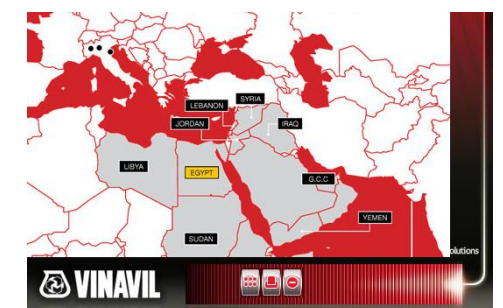 SYRIA
LEBANON
JORDAN
IRAQ
LIBYA
EGYPT
G.C.C
YEMEN
SUDAN
olutions
VINAVIL